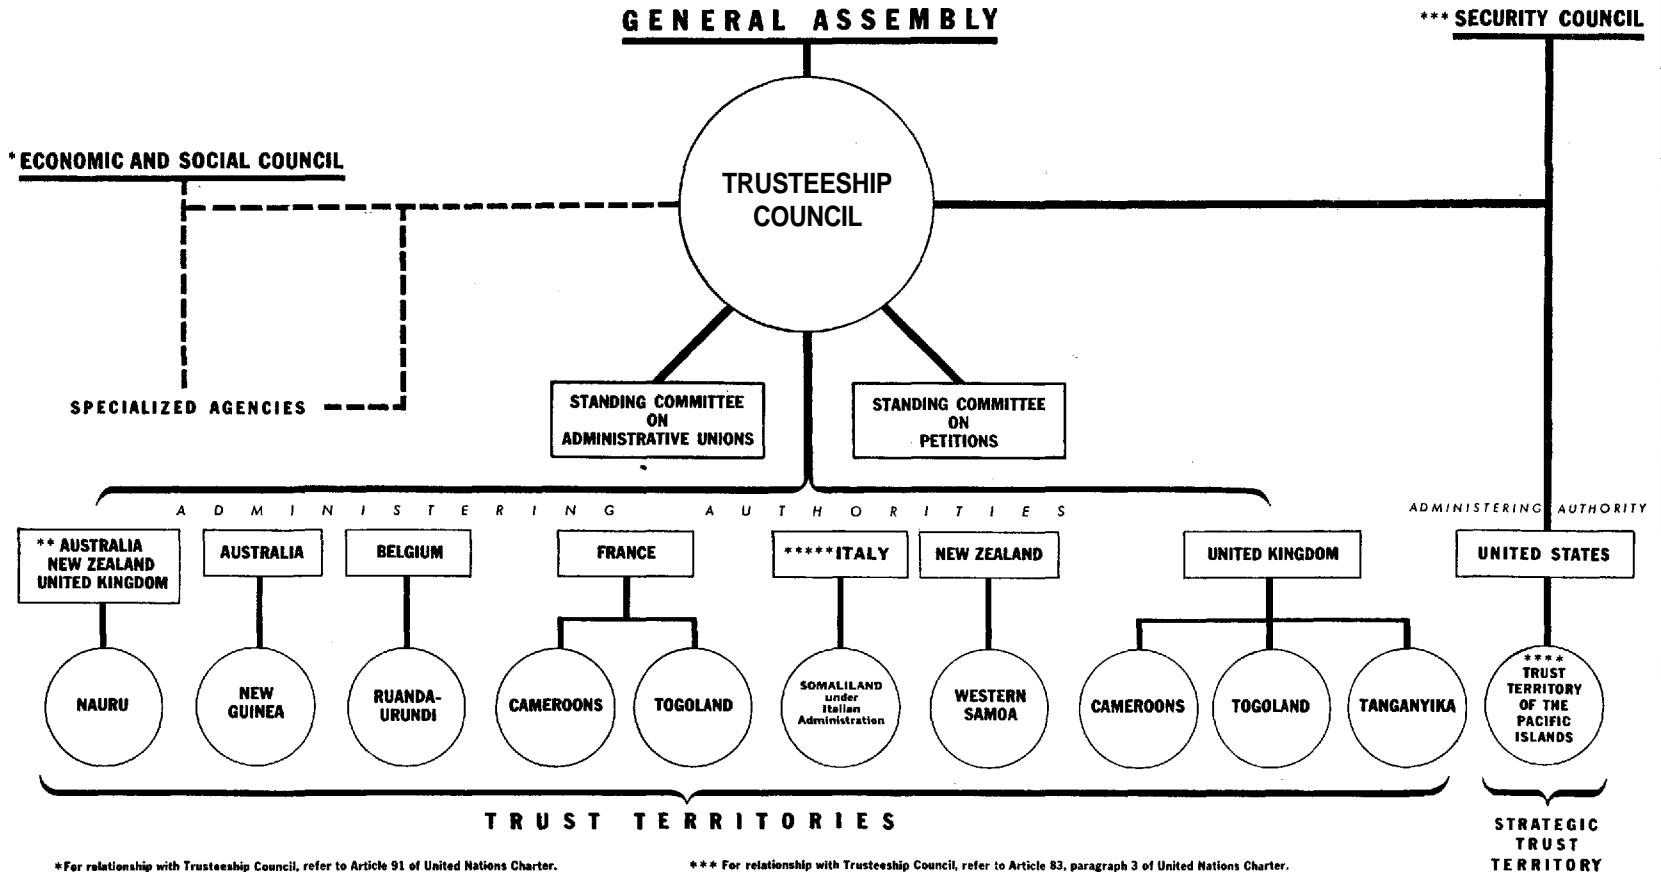 GENERAL ASSEMBLY
*** SECURITY COUNCIL
*ECONOMIC AND SOCIAL COUNCIL
TRUSTEESHIP
COUNCIL
SPECIALIZED AGENCIES
STANDING COMMITTEE
ON
ADMINISTRATIVE UNIONS
STANDING COMMITTEE
ON
PETITIONS
ADMINISTERING AUTHORITIES
ADMINISTERING AUTHORITY
** AUSTRALIA
NEW ZEALAND
UNITED KINGDOM
AUSTRALIA
BELGIUM
FRANCE
*****ITALY
NEW ZEALAND
UNITED KINGDOM
UNITED STATES
NAURU
NEW
GUINEA
RUANDA-
URUNDI
CAMEROONS
TOGOLAND
SOMALILAND
under
Italian
Administration
WESTERN
SAMOA
CAMEROONS
TOGOLAND
TANGANYIKA
****
TRUST
TERRITORY
OF THE
PACIFIC
ISLANDS
TRUST TERRITORIES
STRATEGIC
TRUST
TERRITORY
*For relationship with Trusteeship Council, refer to Article 91 of United Nations Charter.
*** For relationship with Trusteeship Council, refer to Article 83, paragraph 3 of United Nations Charter.